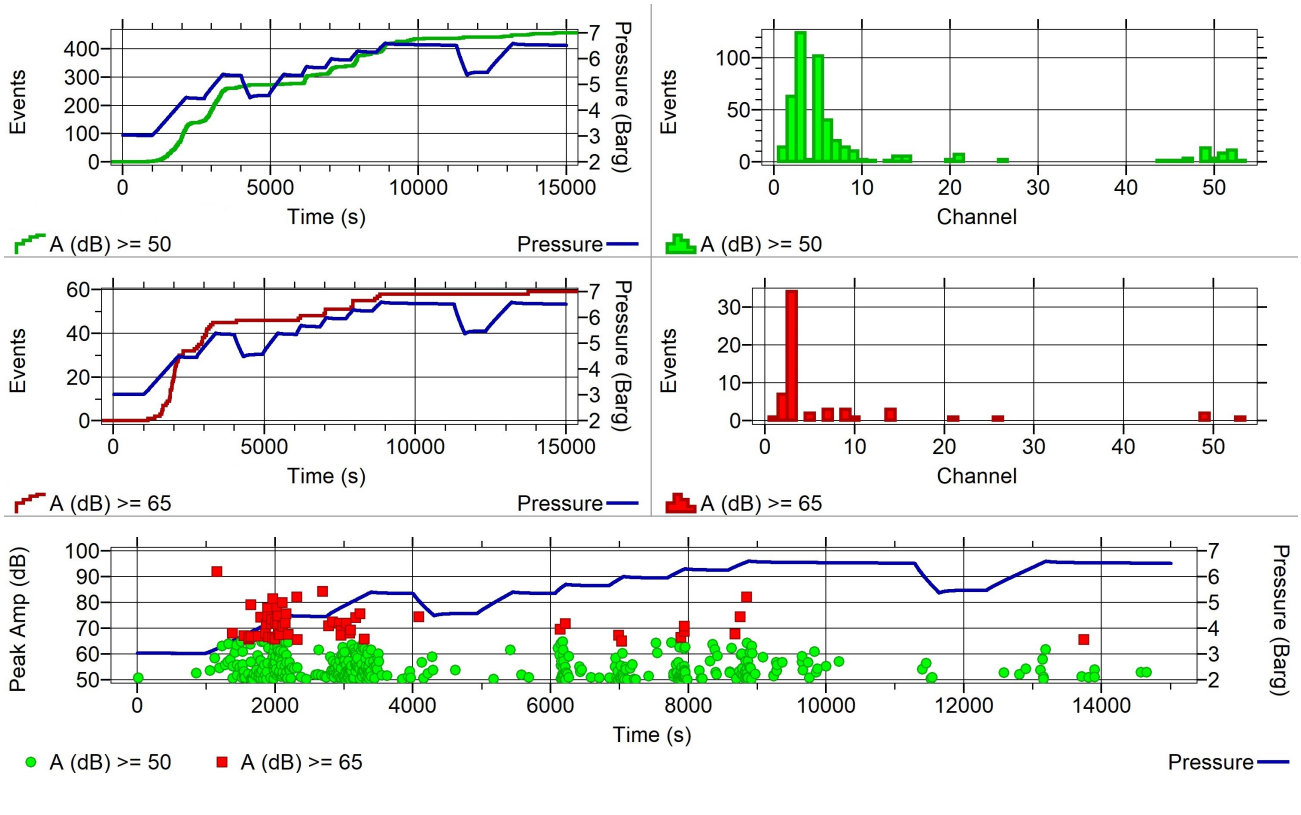 Events
400
300
200
100
0
7
6
5
4
3
2
Pressure (Barg)
0 5000 10000 15000
Time (s)
A (dB) >= 50 Pressure
Events
100
50
0
0 10 20 30 40 50
Channel
A (dB) >= 50
Events
60
40
20
0
7
6
5
4
3
2
Pressure (Barg)
0 5000 10000 15000
Time (s)
A (dB) >= 65 Pressure
Events
30
20
10
0
0 10 20 30 40 50
Channel
A (dB) >= 65
Peak Amp (dB)
100
90
80
70
60
50
7
6
5
4
3
2
Pressure (Barg)
0 2000 4000 6000 8000 10000 12000 14000
Time (s)
A (dB) >= 50 A (dB) >= 65 Pressure